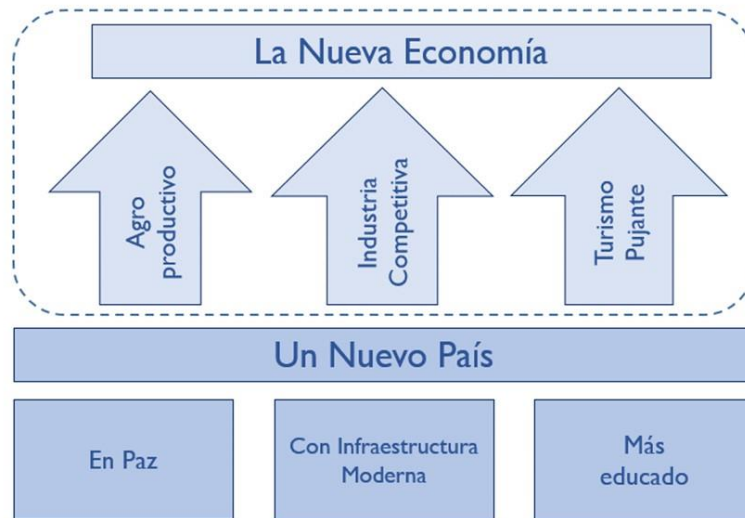 La Nueva Economía
Agro
productivo
Industria
Competitiva
Turismo
Pujante
Un Nuevo País
En Paz
Con Infraestructura
Moderna
Más
educado